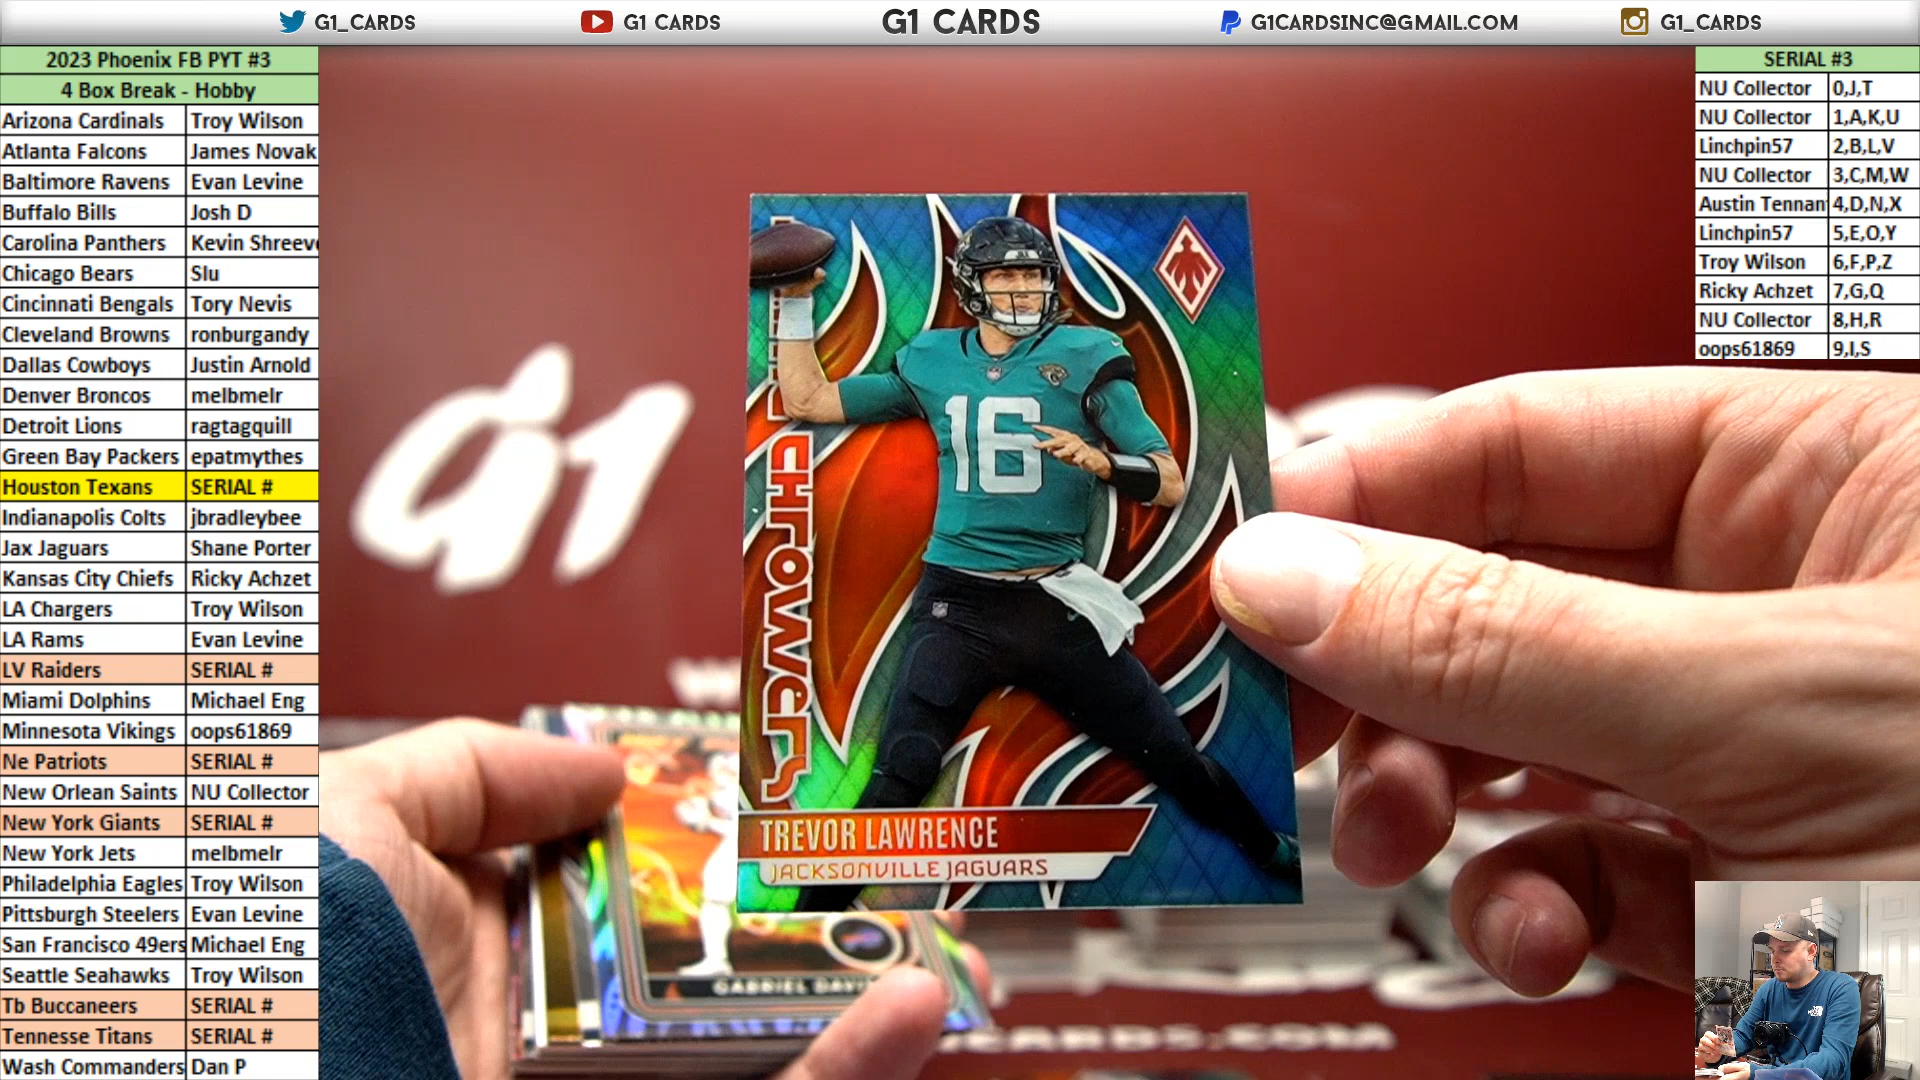 G1_CARDS
G1 CARDS
G1 CARDS
G1CARDSINC@GMAIL.COM
G1_CARDS
2023 Phoenix FB PYT #3
4 Box Break - Hobby
Arizona Cardinals Troy Wilson
Atlanta Falcons James Novak
Baltimore Ravens Evan Levine
Buffalo Bills Josh D
Carolina Panthers Kevin Shreeve
Chicago Bears Slu
Cincinnati Bengals Tory Nevis
Cleveland Browns ronburgandy
Dallas Cowboys Justin Arnold
Denver Broncos melbmelr
Detroit Lions ragtagquill
Green Bay Packers epatmythes
Houston Texans SERIAL #
Indianapolis Colts jbradleybee
Jax Jaguars Shane Porter
Kansas City Chiefs Ricky Achzet
LA Chargers Troy Wilson
LA Rams Evan Levine
LV Raiders SERIAL #
Miami Dolphins Michael Eng
Minnesota Vikings oops61869
Ne Patriots SERIAL #
New Orlean Saints NU Collector
New York Giants SERIAL #
New York Jets melbmelr
Philadelphia Eagles Troy Wilson
Pittsburgh Steelers Evan Levine
San Francisco 49ers Michael Eng
Seattle Seahawks Troy Wilson
Tb Buccaneers SERIAL #
Tennesse Titans SERIAL #
Wash Commanders Dan P
SERIAL #3
NU Collector 0,J,T
NU Collector 1,A,K,U
Linchpin57 2,B,L,V
NU Collector 3,C,M,W
Austin Tennan 4,D,N,X
Linchpin57 5,E,O,Y
Troy Wilson 6,F,P,Z
Ricky Achzet 7,G,Q
NU Collector 8,H,R
oops61869 9,I,S
G1
16
THROWERS
TREVOR LAWRENCE
JACKSONVILLE JAGUARS
GABRIEL DAVI
CARDS.COM